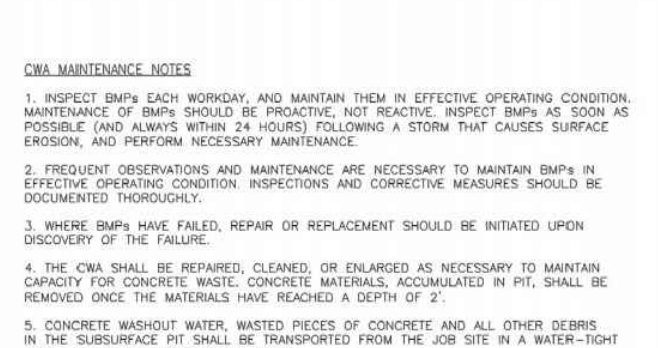 CWA MAINTENANCE NOTES
1. INSPECT BMPs EACH WORKDAY, AND MAINTAIN THEM IN EFFECTIVE OPERATING CONDITION.
MAINTENANCE OF BMPs SHOULD BE PROACTIVE, NOT REACTIVE. INSPECT BMPs AS SOON AS
POSSIBLE (AND ALWAYS WITHIN 24 HOURS) FOLLOWING A STORM THAT CAUSES SURFACE
EROSION, AND PERFORM NECESSARY MAINTENANCE.
2. FREQUENT OBSERVATIONS AND MAINTENANCE ARE NECESSARY TO MAINTAIN BMPs IN
EFFECTIVE OPERATING CONDITION. INSPECTIONS AND CORRECTIVE MEASURES SHOULD BE
DOCUMENTED THOROUGHLY.
3. WHERE BMPs HAVE FAILED, REPAIR OR REPLACEMENT SHOULD BE INITIATED UPON
DISCOVERY OF THE FAILURE.
4. THE CWA SHALL BE REPAIRED, CLEANED, OR ENLARGED AS NECESSARY TO MAINTAIN
CAPACITY FOR CONCRETE WASTE. CONCRETE MATERIALS, ACCUMULATED IN PIT, SHALL BE
REMOVED ONCE THE MATERIALS HAVE REACHED A DEPTH OF 2'.
5. CONCRETE WASHOUT WATER, WASTED PIECES OF CONCRETE AND ALL OTHER DEBRIS
IN THE SUBSURFACE PIT SHALL BE TRANSPORTED FROM THE JOB SITE IN A WATER-TIGHT